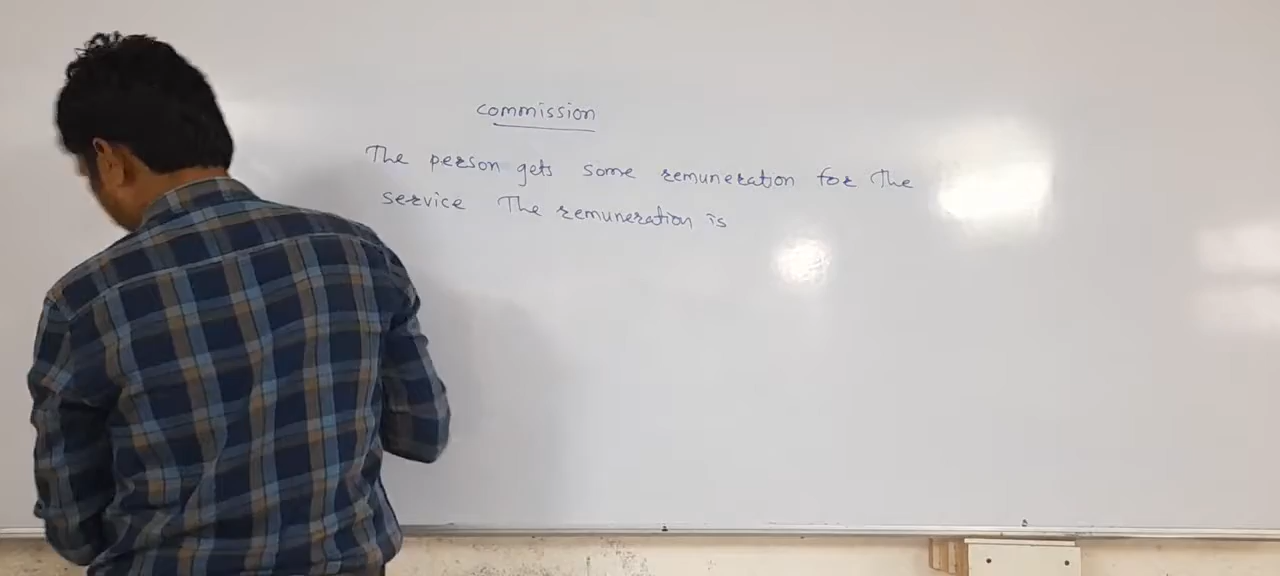 commission
The person gets some remuneration for the
service The remuneration is